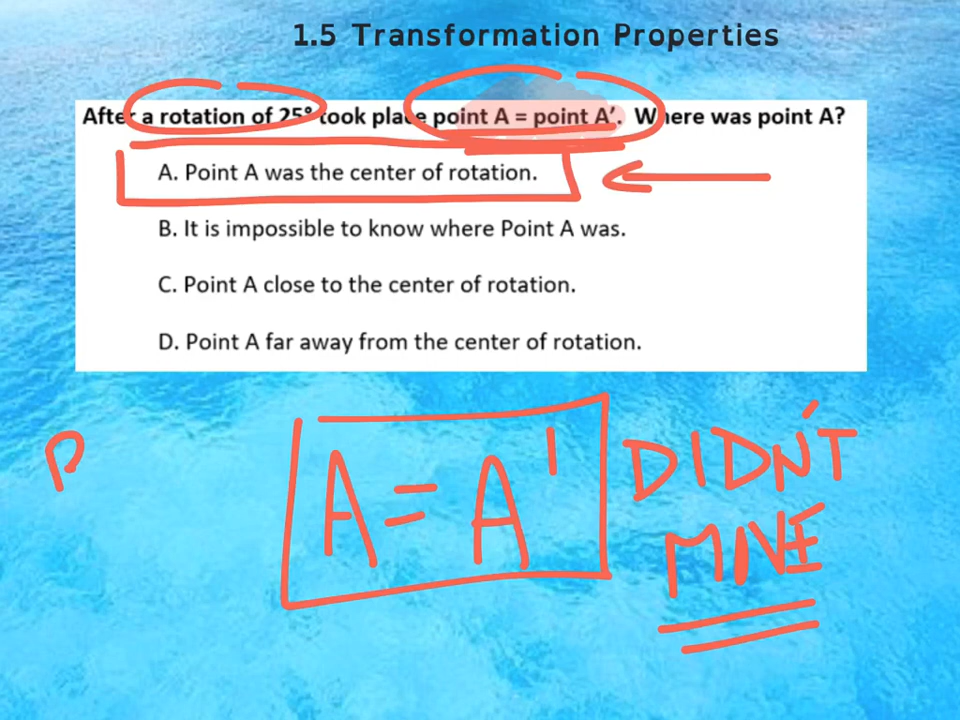 1.5 Transformation Properties
After a rotation of 25° took place point A = point A′. Where was point A?
A. Point A was the center of rotation.
B. It is impossible to know where Point A was.
C. Point A close to the center of rotation.
D. Point A far away from the center of rotation.
P
A = A'
DIDN'T
MOVE